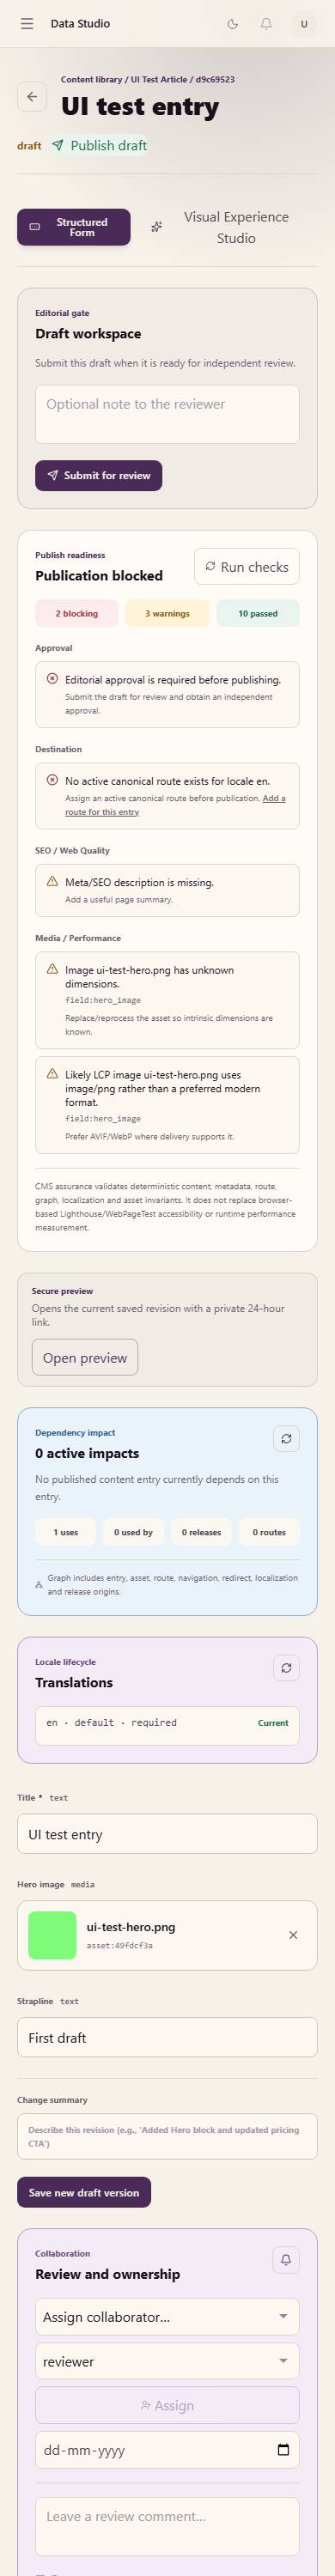 Data Studio
U
Content library / UI Test Article / d9c69523
UI test entry
draft
Publish draft
Structured
Form
Visual Experience
Studio
Editorial gate
Draft workspace
Submit this draft when it is ready for independent review.
Optional note to the reviewer
Submit for review
Publish readiness
Publication blocked
Run checks
2 blocking
3 warnings
10 passed
Approval
Editorial approval is required before publishing.
Submit the draft for review and obtain an independent
approval.
Destination
No active canonical route exists for locale en.
Assign an active canonical route before publication. Add a
route for this entry
SEO / Web Quality
Meta/SEO description is missing.
Add a useful page summary.
Media / Performance
Image ui-test-hero.png has unknown
dimensions.
field:hero_image
Replace/reprocess the asset so intrinsic dimensions are
known.
Likely LCP image ui-test-hero.png uses
image/png rather than a preferred modern
format.
field:hero_image
Prefer AVIF/WebP where delivery supports it.
CMS assurance validates deterministic content, metadata, route,
graph, localization and asset invariants. It does not replace browser-
based Lighthouse/WebPageTest accessibility or runtime performance
measurement.
Secure preview
Opens the current saved revision with a private 24-hour
link.
Open preview
Dependency impact
0 active impacts
No published content entry currently depends on this
entry.
1 uses
0 used by
0 releases
0 routes
Graph includes entry, asset, route, navigation, redirect, localization
and release origins.
Locale lifecycle
Translations
en · default · required
Current
Title * text
UI test entry
Hero image media
ui-test-hero.png
asset:49fdcf3a
Strapline text
First draft
Change summary
Describe this revision (e.g., 'Added Hero block and updated pricing
CTA')
Save new draft version
Collaboration
Review and ownership
Assign collaborator...
reviewer
Assign
dd-mm-yyyy
Leave a review comment...